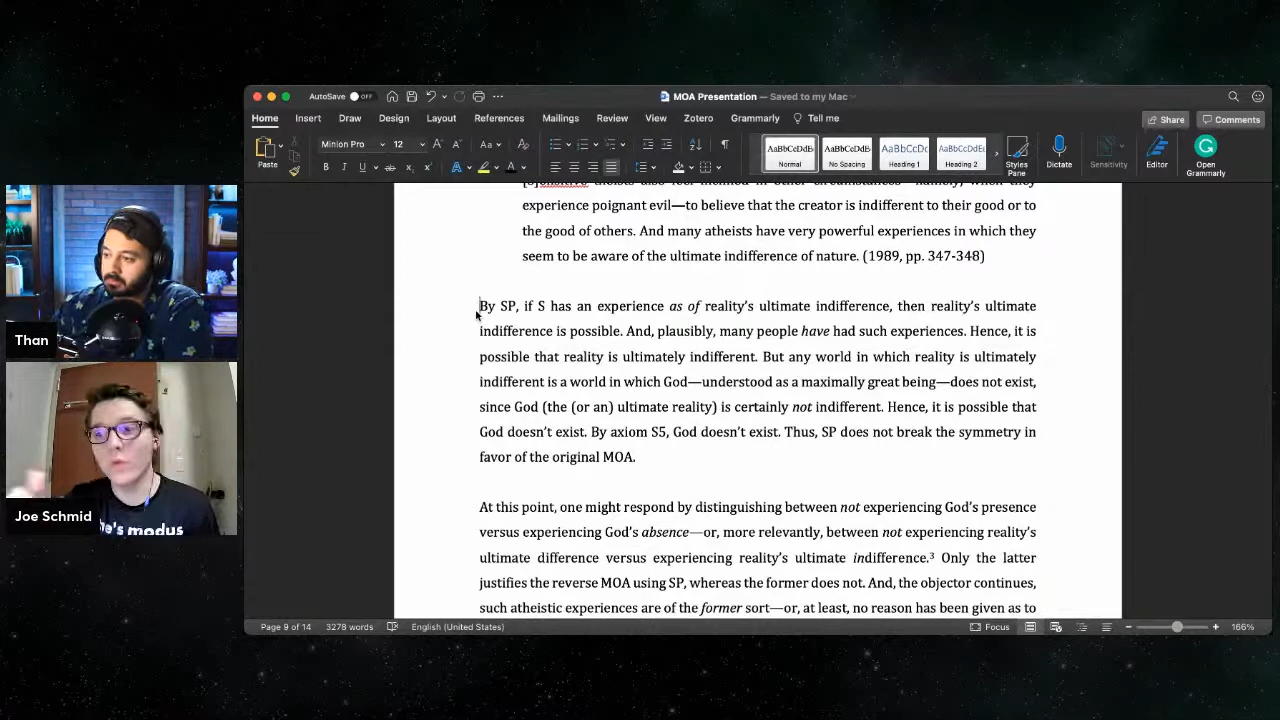 AutoSave OFF
MOA Presentation — Saved to my Mac
Home Insert Draw Design Layout References Mailings Review View Zotero Grammarly Tell me
Share Comments
Paste
Minion Pro 12
Aa
AaBbCcDdE AaBbCcDdE AaBbCcDc AaBbCcDdE
Normal No Spacing Heading 1 Heading 2
Styles Pane
Dictate
Sensitivity
Editor
Open Grammarly
experience poignant evil—to believe that the creator is indifferent to their good or to
the good of others. And many atheists have very powerful experiences in which they
seem to be aware of the ultimate indifference of nature. (1989, pp. 347-348)
By SP, if S has an experience as of reality's ultimate indifference, then reality's ultimate
indifference is possible. And, plausibly, many people have had such experiences. Hence, it is
possible that reality is ultimately indifferent. But any world in which reality is ultimately
indifferent is a world in which God—understood as a maximally great being—does not exist,
since God (the (or an) ultimate reality) is certainly not indifferent. Hence, it is possible that
God doesn't exist. By axiom S5, God doesn't exist. Thus, SP does not break the symmetry in
favor of the original MOA.
At this point, one might respond by distinguishing between not experiencing God's presence
versus experiencing God's absence—or, more relevantly, between not experiencing reality's
ultimate difference versus experiencing reality's ultimate indifference.³ Only the latter
justifies the reverse MOA using SP, whereas the former does not. And, the objector continues,
such atheistic experiences are of the former sort—or, at least, no reason has been given as to
Page 9 of 14 3278 words English (United States) Focus 166%
Than
Joe Schmid
he's modus